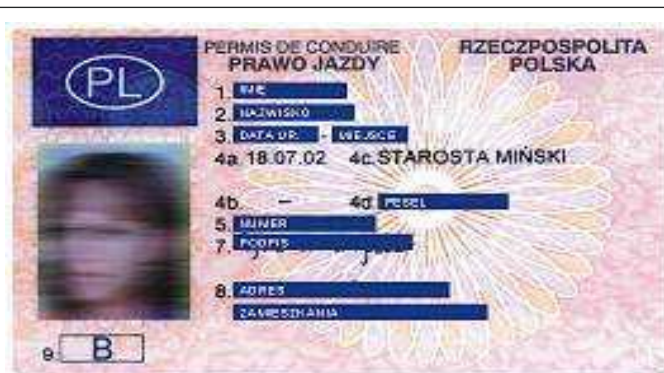 PL
PERMIS DE CONDUIRE
PRAWO JAZDY
RZECZPOSPOLITA
POLSKA
1. IMIĘ
2. NAZWISKO
3. DATA UR. - MIEJSCE
4a. 18.07.02 4c. STAROSTA MIŃSKI
4b. – 4d. PESEL
5. NUMER
7. PODPIS
8. ADRES
ZAMIESZKANIA
9. B